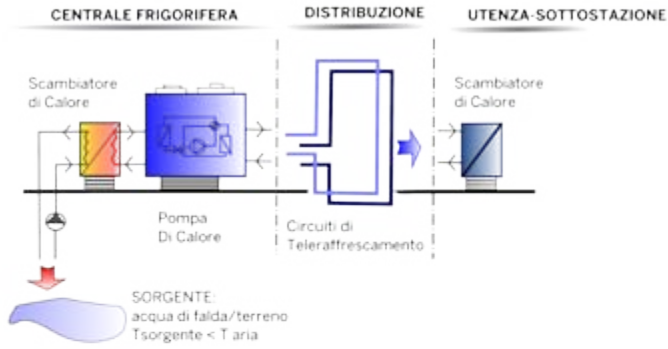 CENTRALE FRIGORIFERA
DISTRIBUZIONE
UTENZA-SOTTOSTAZIONE
Scambiatore
di Calore
Pompa
Di Calore
Circuiti di
Teleraffrescamento
Scambiatore
di Calore
SORGENTE:
acqua di falda/terreno
Tsorgente < T aria